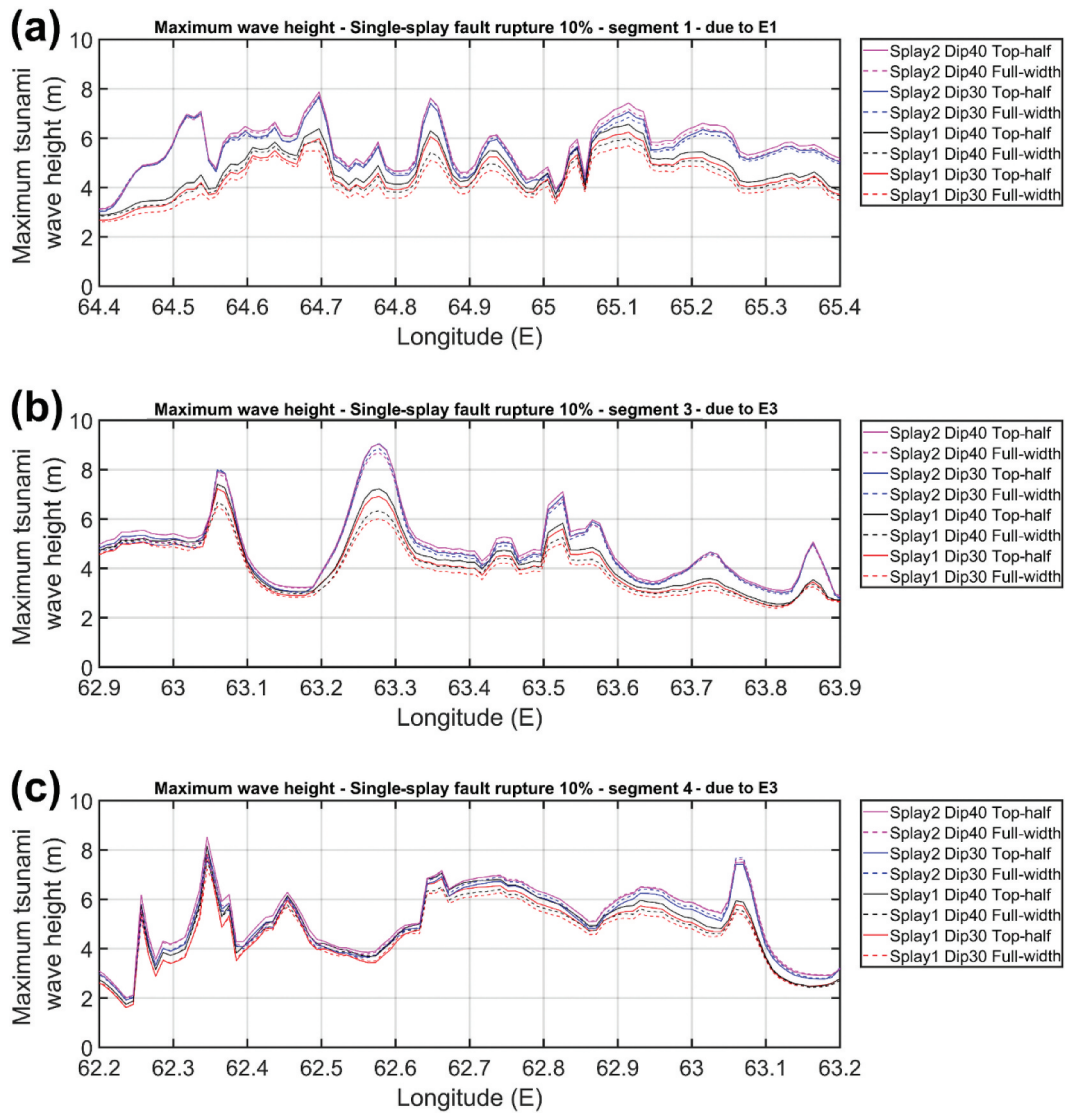 (a)
Maximum wave height - Single-splay fault rupture 10% - segment 1 - due to E1
Maximum tsunami
wave height (m)
10
8
6
4
2
0
64.4 64.5 64.6 64.7 64.8 64.9 65 65.1 65.2 65.3 65.4
Longitude (E)
Splay2 Dip40 Top-half
Splay2 Dip40 Full-width
Splay2 Dip30 Top-half
Splay2 Dip30 Full-width
Splay1 Dip40 Top-half
Splay1 Dip40 Full-width
Splay1 Dip30 Top-half
Splay1 Dip30 Full-width
(b)
Maximum wave height - Single-splay fault rupture 10% - segment 3 - due to E3
Maximum tsunami
wave height (m)
10
8
6
4
2
0
62.9 63 63.1 63.2 63.3 63.4 63.5 63.6 63.7 63.8 63.9
Longitude (E)
Splay2 Dip40 Top-half
Splay2 Dip40 Full-width
Splay2 Dip30 Top-half
Splay2 Dip30 Full-width
Splay1 Dip40 Top-half
Splay1 Dip40 Full-width
Splay1 Dip30 Top-half
Splay1 Dip30 Full-width
(c)
Maximum wave height - Single-splay fault rupture 10% - segment 4 - due to E3
Maximum tsunami
wave height (m)
10
8
6
4
2
0
62.2 62.3 62.4 62.5 62.6 62.7 62.8 62.9 63 63.1 63.2
Longitude (E)
Splay2 Dip40 Top-half
Splay2 Dip40 Full-width
Splay2 Dip30 Top-half
Splay2 Dip30 Full-width
Splay1 Dip40 Top-half
Splay1 Dip40 Full-width
Splay1 Dip30 Top-half
Splay1 Dip30 Full-width